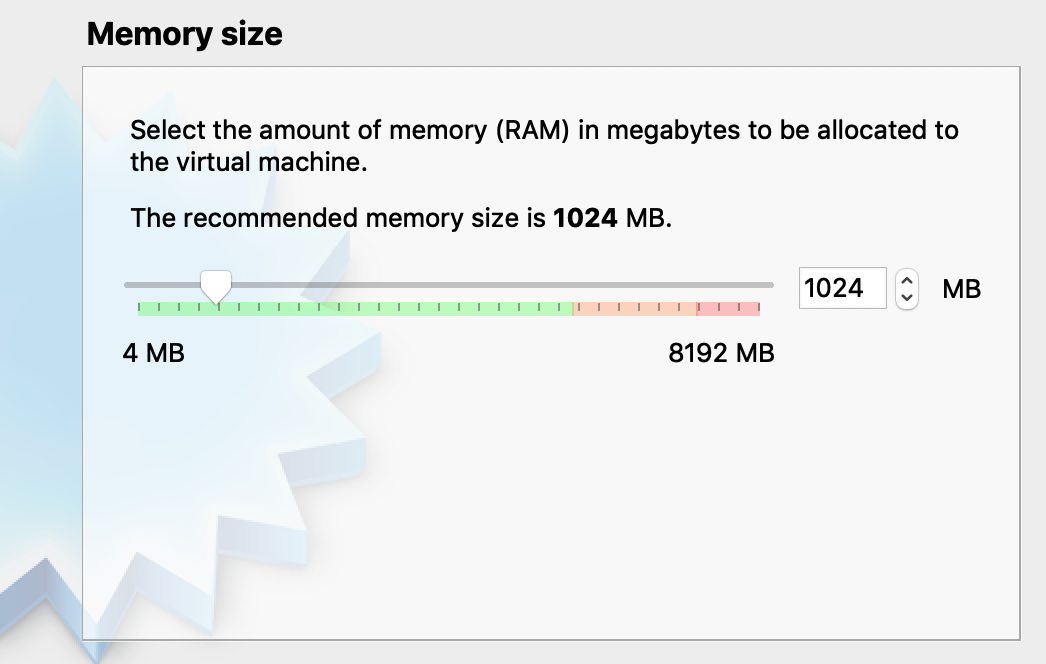 Memory size
Select the amount of memory (RAM) in megabytes to be allocated to
the virtual machine.
The recommended memory size is 1024 MB.
1024 MB
4 MB 8192 MB